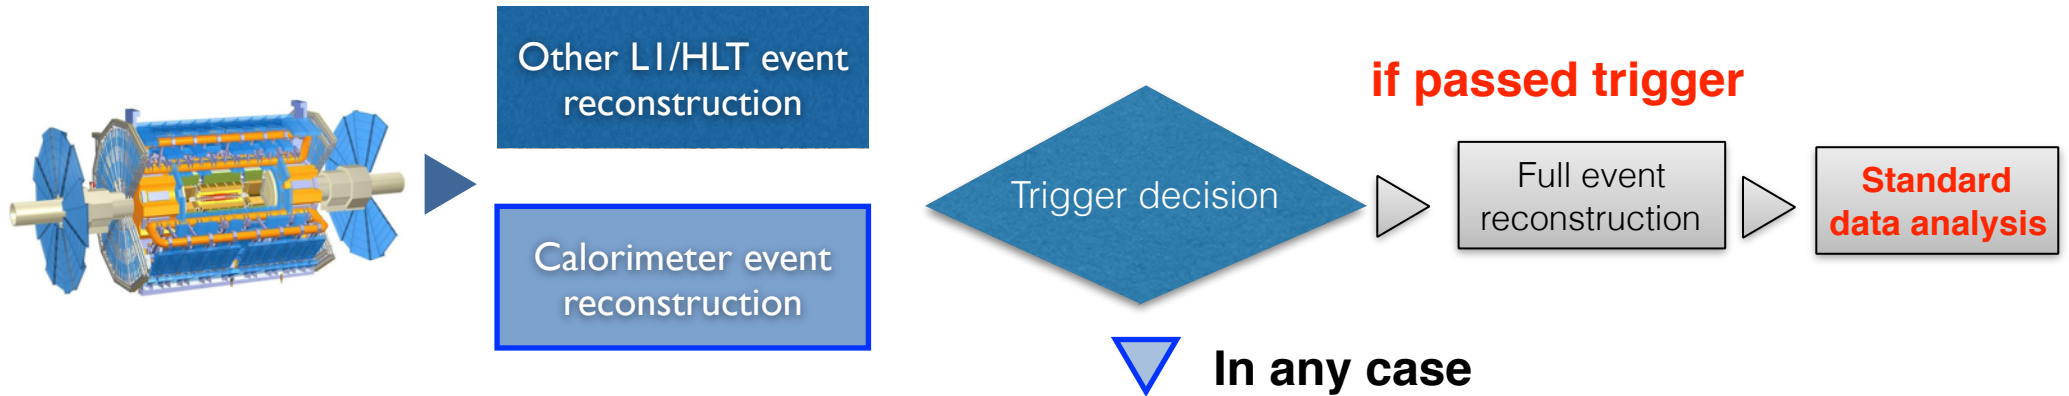 Other L1/HLT event
reconstruction
Calorimeter event
reconstruction
Trigger decision
if passed trigger
Full event
reconstruction
Standard
data analysis
In any case